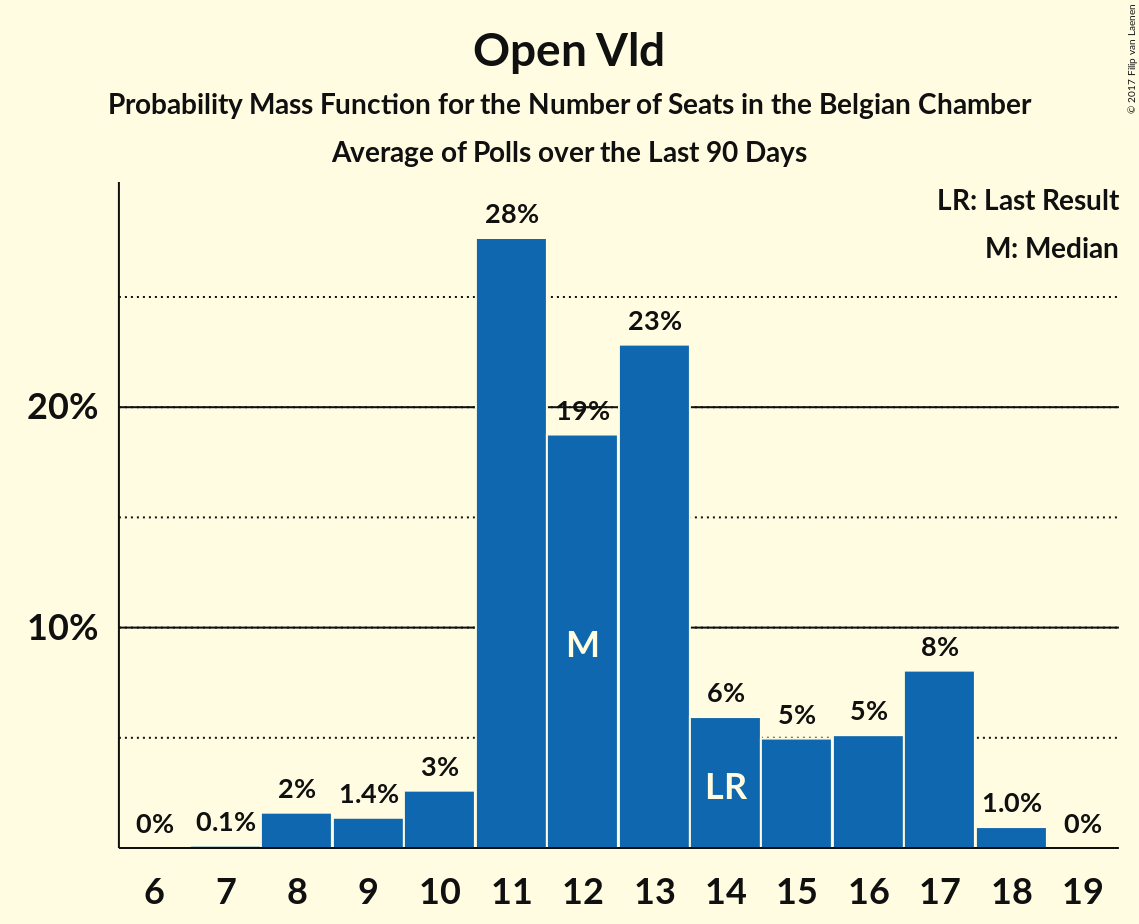 Open Vld
Probability Mass Function for the Number of Seats in the Belgian Chamber
Average of Polls over the Last 90 Days
© 2017 Filip van Laenen
LR: Last Result
M: Median
28%
23%
20%
19%
10%
M
8%
6%
5%
5%
LR
3%
2%
1.4%
1.0%
0%
0.1%
0%
6 7 8 9 10 11 12 13 14 15 16 17 18 19